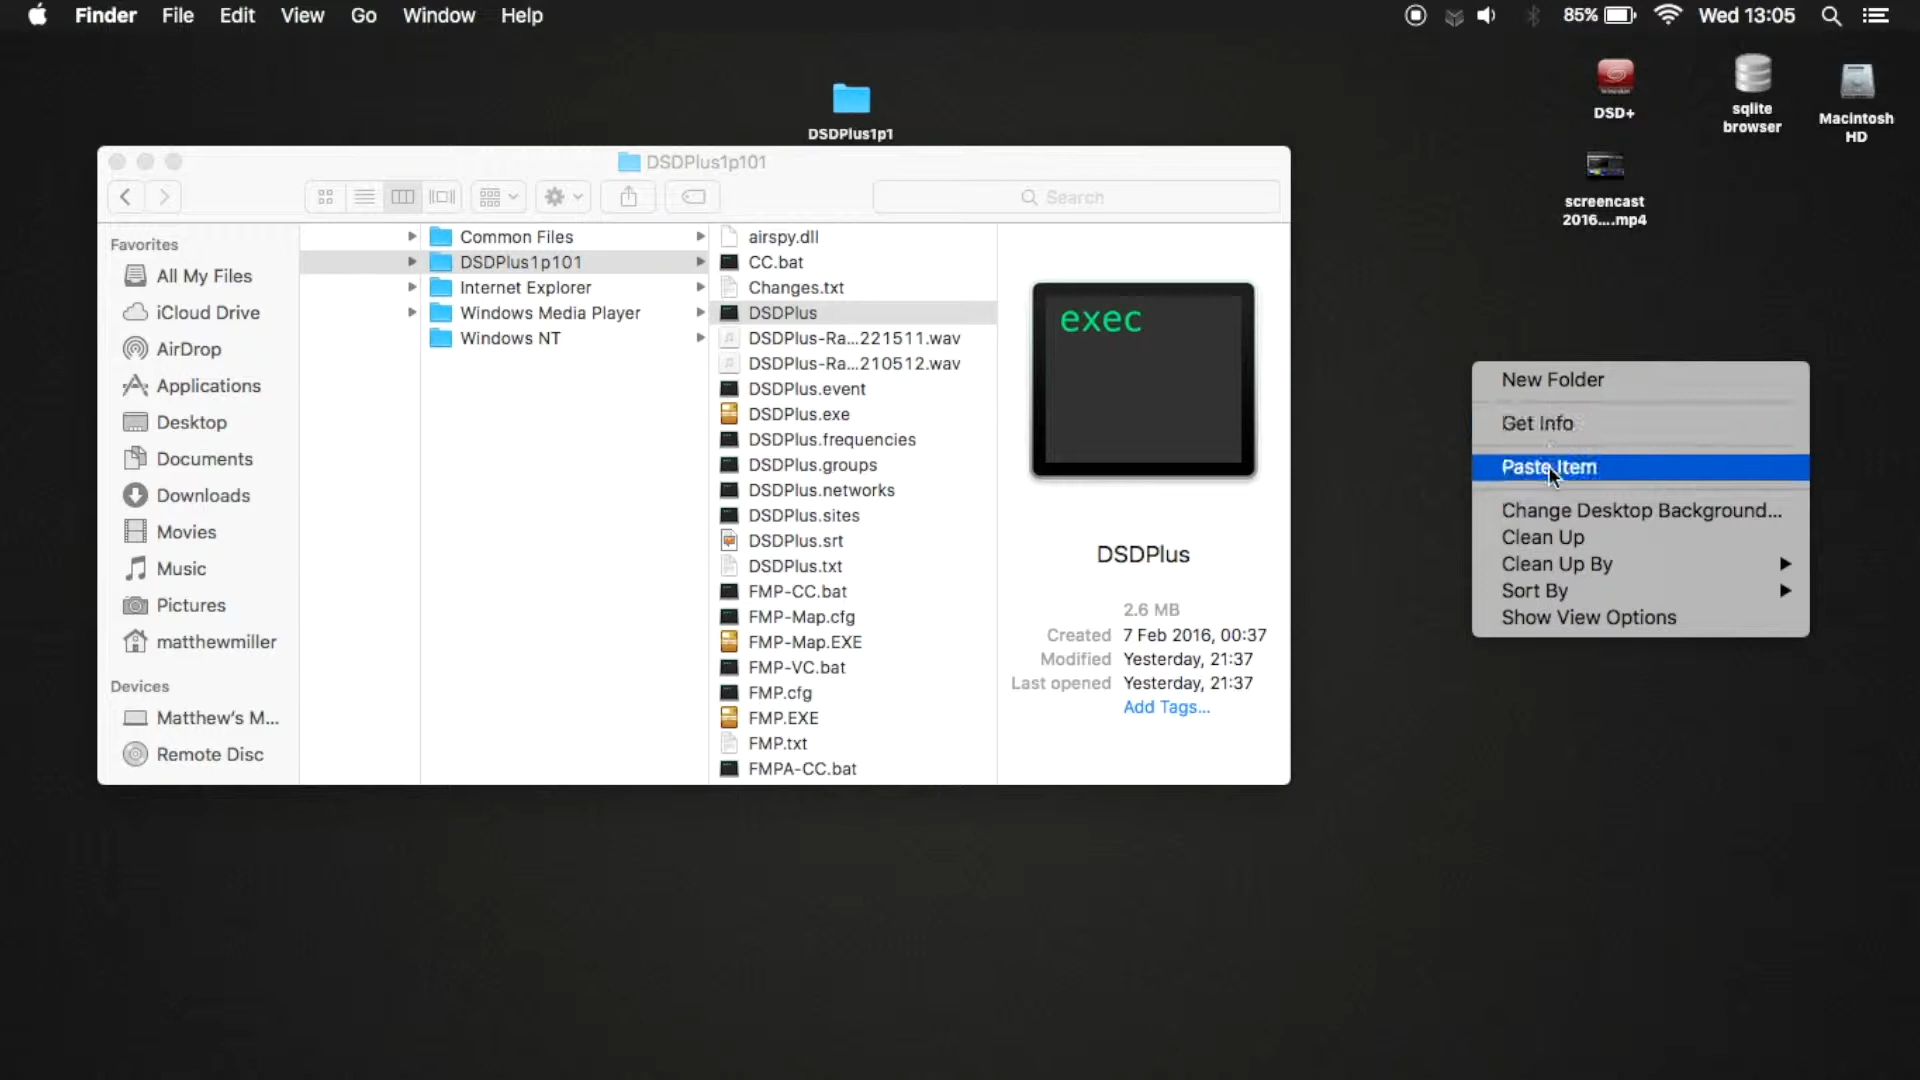 Finder File Edit View Go Window Help 85% Wed 13:05
DSDPlus1p1
DSD+
sqlite
browser
Macintosh
HD
screencast
2016....mp4
DSDPlus1p101
Search
Favorites
All My Files
iCloud Drive
AirDrop
Applications
Desktop
Documents
Downloads
Movies
Music
Pictures
matthewmiller
Devices
Matthew's M...
Remote Disc
Common Files
DSDPlus1p101
Internet Explorer
Windows Media Player
Windows NT
airspy.dll
CC.bat
Changes.txt
DSDPlus
DSDPlus-Ra...221511.wav
DSDPlus-Ra...210512.wav
DSDPlus.event
DSDPlus.exe
DSDPlus.frequencies
DSDPlus.groups
DSDPlus.networks
DSDPlus.sites
DSDPlus.srt
DSDPlus.txt
FMP-CC.bat
FMP-Map.cfg
FMP-Map.EXE
FMP-VC.bat
FMP.cfg
FMP.EXE
FMP.txt
FMPA-CC.bat
exec
DSDPlus
2.6 MB
Created 7 Feb 2016, 00:37
Modified Yesterday, 21:37
Last opened Yesterday, 21:37
Add Tags...
New Folder
Get Info
Paste Item
Change Desktop Background...
Clean Up
Clean Up By
Sort By
Show View Options